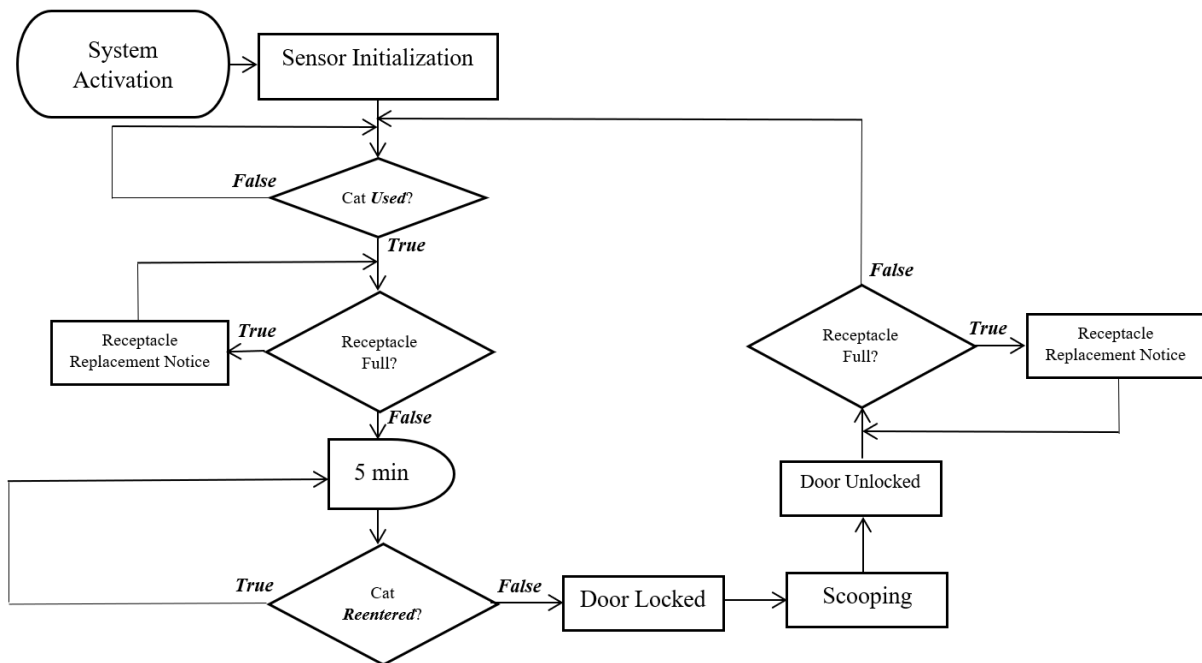 System
Activation
Sensor Initialization
False
Cat Used?
True
True
Receptacle
Replacement Notice
Receptacle
Full?
False
5 min
True
Cat
Reentered?
False
Door Locked
Scooping
Door Unlocked
Receptacle
Full?
False
True
Receptacle
Replacement Notice